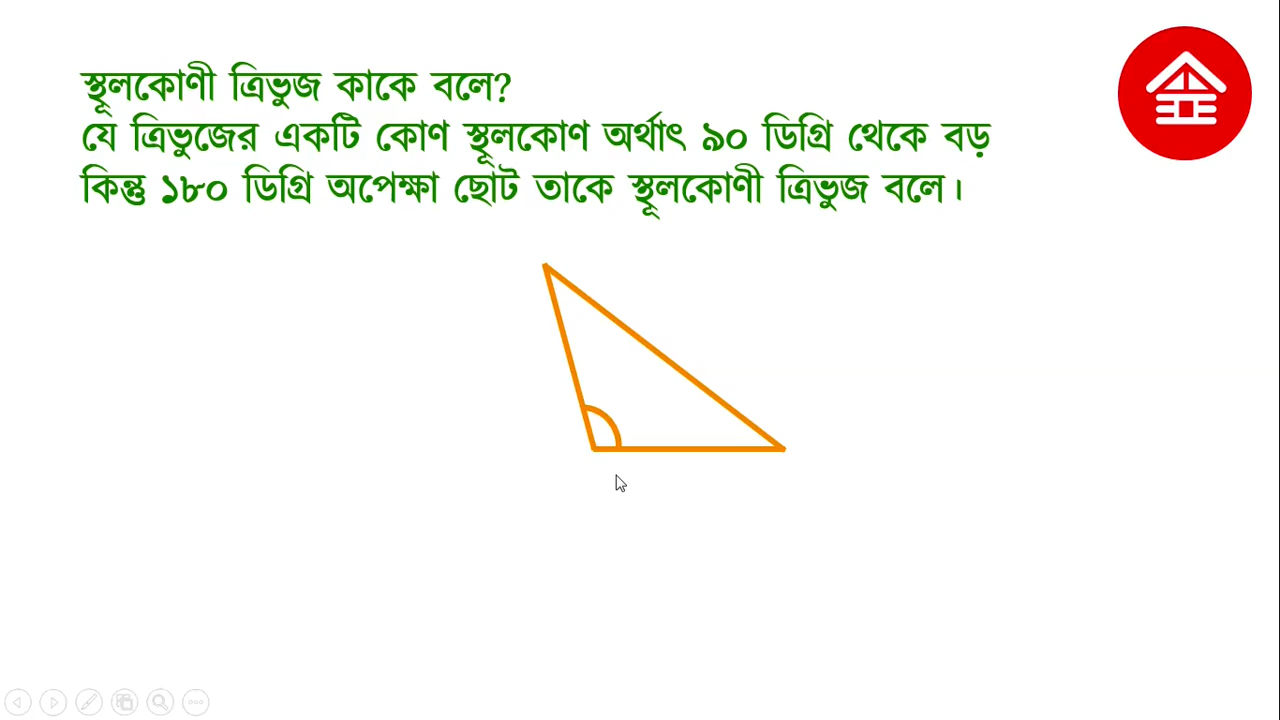 স্থূলকোণী ত্রিভুজ কাকে বলে?
যে ত্রিভুজের একটি কোণ স্থূলকোণ অর্থাৎ ৯০ ডিগ্রি থেকে বড়
কিন্তু ১৮০ ডিগ্রি অপেক্ষা ছোট তাকে স্থূলকোণী ত্রিভুজ বলে।